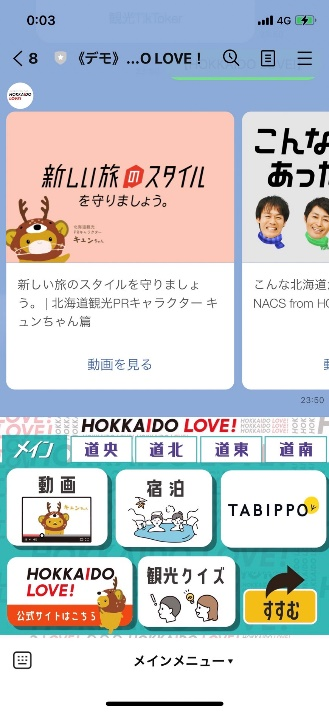 0:03
4G
8
《デモ》...O LOVE！
HOKKAIDO
LOVE!
新しい旅のスタイル
を守りましょう。
北海道観光
PRキャラクター
キュンちゃん
新しい旅のスタイルを守りましょ
う。 | 北海道観光PRキャラクター キ
ュンちゃん篇
動画を見る
こんな
あった
こんな北海道
NACS from HO
23:50
HOKKAIDO LOVE!
メイン
道央
道北
道東
道南
動画
宿泊
TABIPPO
HOKKAIDO
LOVE!
公式サイトはこちら
観光クイズ
すすむ
メインメニュー▾